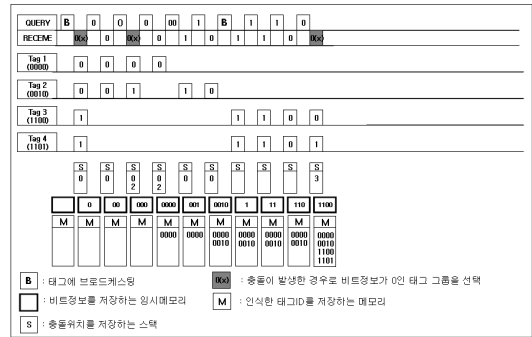 QUERY B 0 0 0 00 1 B 1 1 0
RECEIVE 0(x) 0 0(x) 0 1 0 1 1 0 0(x)
Tag 1
(0000) 0 0 0 0
Tag 2
(0010) 0 0 1 1 0
Tag 3
(1100) 1 1 1 0 0
Tag 4
(1101) 1 1 1 0 1
S S S S S S S S S S
0 0 0 0 0 0 3
2 2
0 00 000 0000 001 0010 1 11 110 1100
M M M M M M M M M M M
0000 0000 0000 0000 0000 0000 0000
0010 0010 0010 0010 0010
1100
1101
B : 태그에 브로드케스팅
0(x) : 충돌이 발생한 경우로 비트정보가 0인 태그 그룹을 선택
: 비트정보를 저장하는 임시메모리
M : 인식한 태그ID를 저장하는 메모리
S : 충돌위치를 저장하는 스택